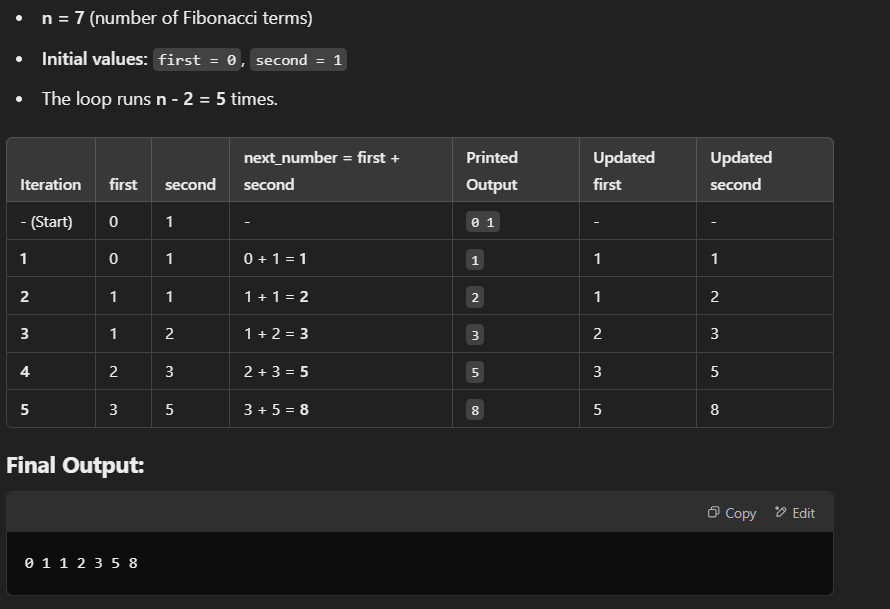 • n = 7 (number of Fibonacci terms)
• Initial values: first = 0, second = 1
• The loop runs n - 2 = 5 times.
Iteration first second next_number = first + second Printed Output Updated first Updated second
- (Start) 0 1 - 0 1 - -
1 0 1 0 + 1 = 1 1 1 1
2 1 1 1 + 1 = 2 2 1 2
3 1 2 1 + 2 = 3 3 2 3
4 2 3 2 + 3 = 5 5 3 5
5 3 5 3 + 5 = 8 8 5 8
Final Output:
Copy Edit
0 1 1 2 3 5 8